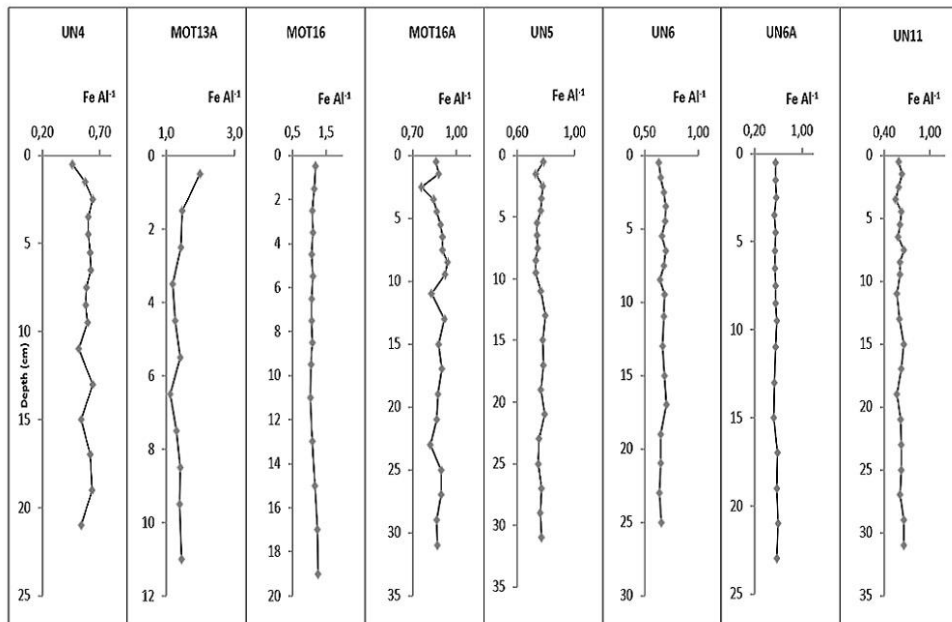 UN4 MOT13A MOT16 MOT16A UN5 UN6 UN6A UN11
Fe Al⁻¹ Fe Al⁻¹ Fe Al⁻¹ Fe Al⁻¹ Fe Al⁻¹ Fe Al⁻¹ Fe Al⁻¹ Fe Al⁻¹
0,20 0,70 1,0 3,0 0,5 1,5 0,70 1,00 0,60 1,00 0,50 1,00 0,20 1,00 0,40 1,00
Depth (cm)
0 5 10 15 20 25
0 2 4 6 8 10 12
0 2 4 6 8 10 12 14 16 18 20
0 5 10 15 20 25 30 35
0 5 10 15 20 25 30 35
0 5 10 15 20 25 30
0 5 10 15 20 25
0 5 10 15 20 25 30 35